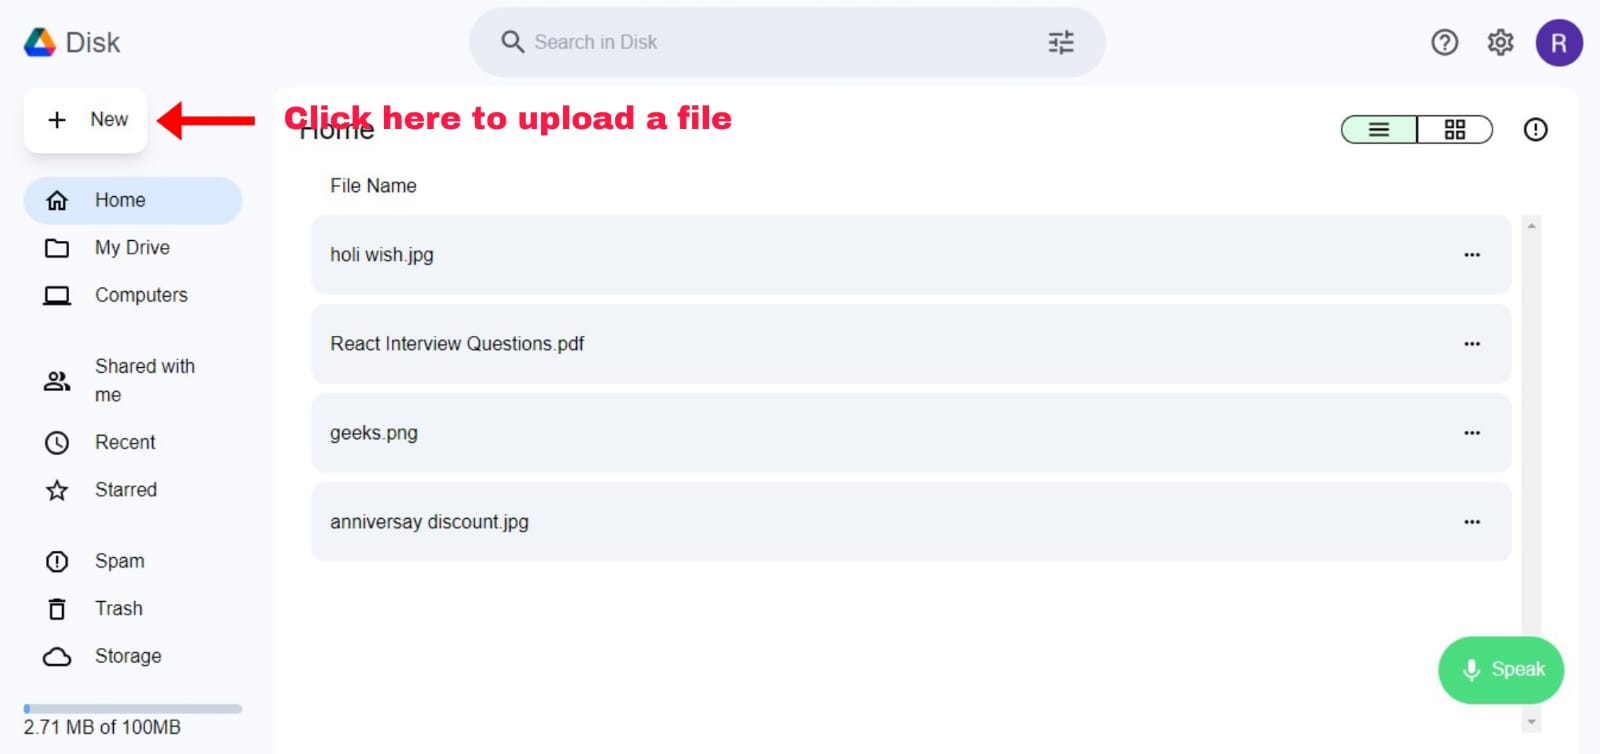 Disk
Search in Disk
R
New
Click here to upload a file
Home
File Name
Home
My Drive
Computers
Shared with
me
Recent
Starred
Spam
Trash
Storage
2.71 MB of 100MB
holi wish.jpg
React Interview Questions.pdf
geeks.png
anniversay discount.jpg
Speak